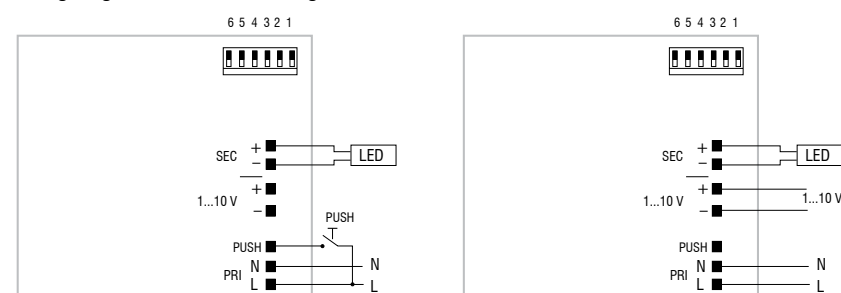 6 5 4 3 2 1
SEC + LED
−
+
1...10 V
−
PUSH
PUSH
N N
PRI
L L
6 5 4 3 2 1
SEC + LED
−
+
1...10 V 1...10 V
−
PUSH
N N
PRI
L L